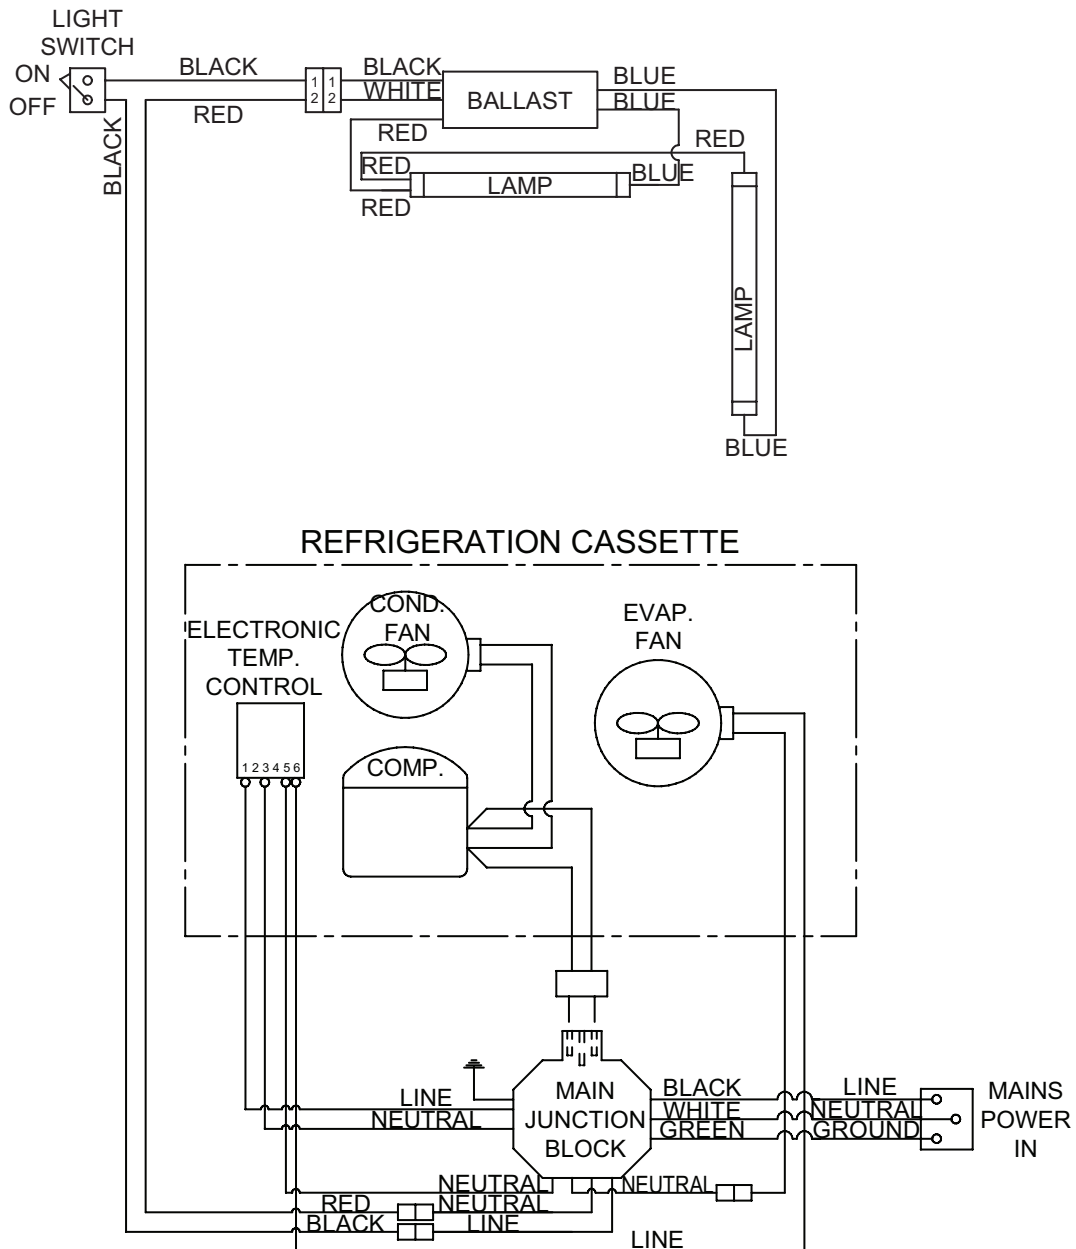 LIGHT
SWITCH
ON
OFF
BLACK
RED
BLACK
1
2
1
2
BLACK
WHITE
BALLAST
BLUE
BLUE
RED
RED
RED
LAMP
BLUE
RED
LAMP
BLUE
REFRIGERATION CASSETTE
ELECTRONIC
TEMP.
CONTROL
COND.
FAN
EVAP.
FAN
1 2 3 4 5 6
COMP.
LINE
NEUTRAL
MAIN
JUNCTION
BLOCK
BLACK
WHITE
GREEN
LINE
NEUTRAL
GROUND
MAINS
POWER
IN
NEUTRAL
NEUTRAL
NEUTRAL
RED
BLACK
LINE
LINE